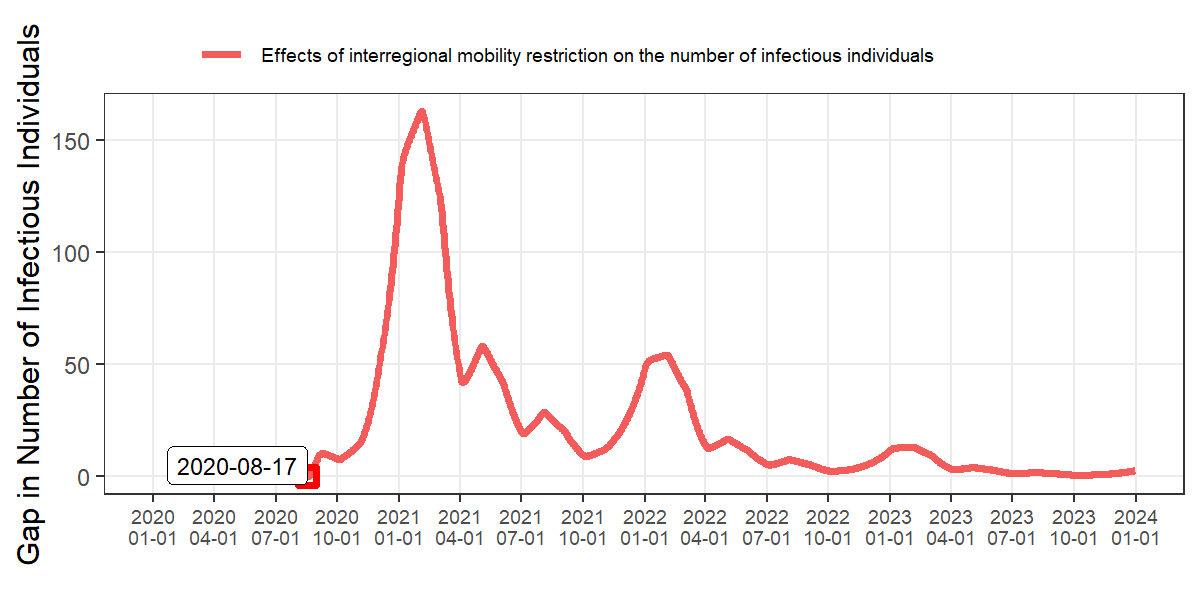 Effects of interregional mobility restriction on the number of infectious individuals
Gap in Number of Infectious Individuals
150
100
50
0
2020-08-17
2020 2020 2020 2020 2021 2021 2021 2021 2022 2022 2022 2022 2023 2023 2023 2023 2024
01-01 04-01 07-01 10-01 01-01 04-01 07-01 10-01 01-01 04-01 07-01 10-01 01-01 04-01 07-01 10-01 01-01